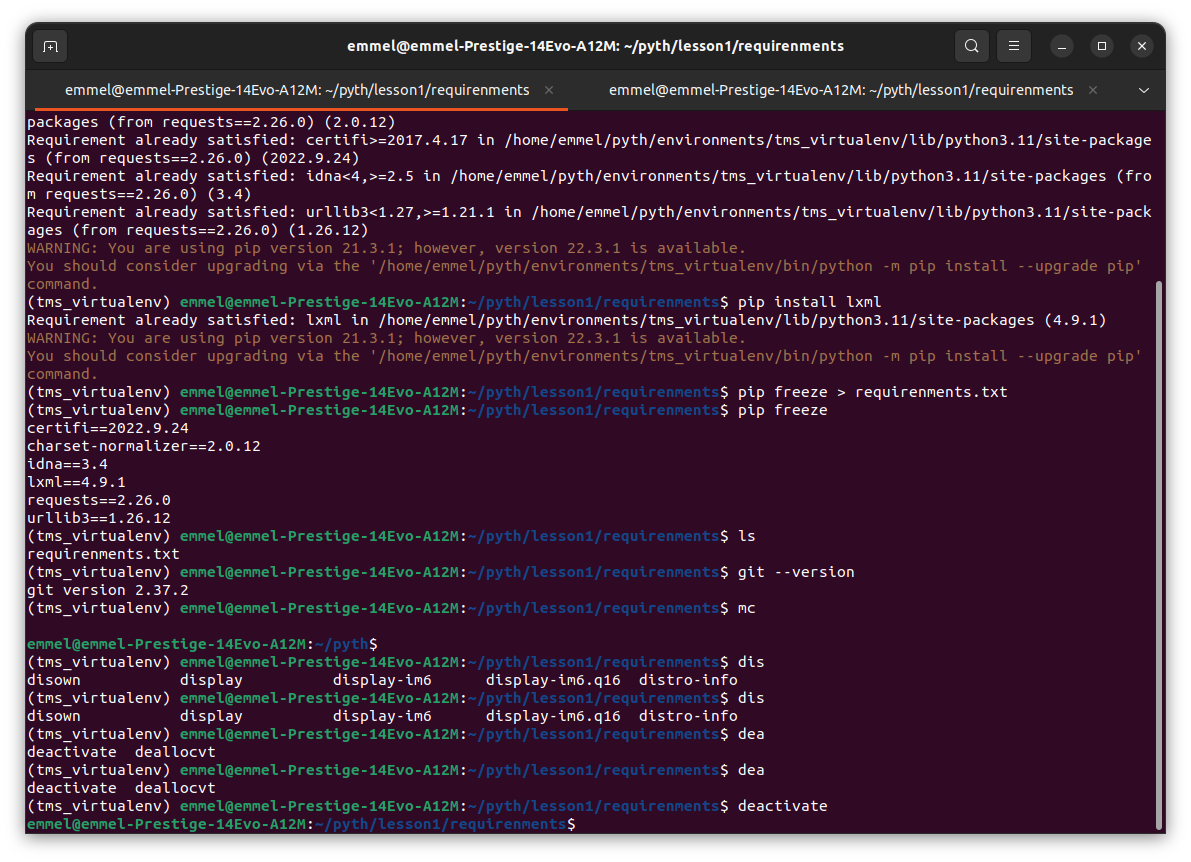 emmel@emmel-Prestige-14Evo-A12M: ~/pyth/lesson1/requirenments
emmel@emmel-Prestige-14Evo-A12M: ~/pyth/lesson1/requirenments
emmel@emmel-Prestige-14Evo-A12M: ~/pyth/lesson1/requirenments
packages (from requests==2.26.0) (2.0.12)
Requirement already satisfied: certifi>=2017.4.17 in /home/emmel/pyth/environments/tms_virtualenv/lib/python3.11/site-package
s (from requests==2.26.0) (2022.9.24)
Requirement already satisfied: idna<4,>=2.5 in /home/emmel/pyth/environments/tms_virtualenv/lib/python3.11/site-packages (fro
m requests==2.26.0) (3.4)
Requirement already satisfied: urllib3<1.27,>=1.21.1 in /home/emmel/pyth/environments/tms_virtualenv/lib/python3.11/site-pack
ages (from requests==2.26.0) (1.26.12)
WARNING: You are using pip version 21.3.1; however, version 22.3.1 is available.
You should consider upgrading via the '/home/emmel/pyth/environments/tms_virtualenv/bin/python -m pip install --upgrade pip'
command.
(tms_virtualenv) emmel@emmel-Prestige-14Evo-A12M:~/pyth/lesson1/requirenments$ pip install lxml
Requirement already satisfied: lxml in /home/emmel/pyth/environments/tms_virtualenv/lib/python3.11/site-packages (4.9.1)
WARNING: You are using pip version 21.3.1; however, version 22.3.1 is available.
You should consider upgrading via the '/home/emmel/pyth/environments/tms_virtualenv/bin/python -m pip install --upgrade pip'
command.
(tms_virtualenv) emmel@emmel-Prestige-14Evo-A12M:~/pyth/lesson1/requirenments$ pip freeze > requirenments.txt
(tms_virtualenv) emmel@emmel-Prestige-14Evo-A12M:~/pyth/lesson1/requirenments$ pip freeze
certifi==2022.9.24
charset-normalizer==2.0.12
idna==3.4
lxml==4.9.1
requests==2.26.0
urllib3==1.26.12
(tms_virtualenv) emmel@emmel-Prestige-14Evo-A12M:~/pyth/lesson1/requirenments$ ls
requirenments.txt
(tms_virtualenv) emmel@emmel-Prestige-14Evo-A12M:~/pyth/lesson1/requirenments$ git --version
git version 2.37.2
(tms_virtualenv) emmel@emmel-Prestige-14Evo-A12M:~/pyth/lesson1/requirenments$ mc
emmel@emmel-Prestige-14Evo-A12M:~/pyth$
(tms_virtualenv) emmel@emmel-Prestige-14Evo-A12M:~/pyth/lesson1/requirenments$ dis
disown display display-im6 display-im6.q16 distro-info
(tms_virtualenv) emmel@emmel-Prestige-14Evo-A12M:~/pyth/lesson1/requirenments$ dis
disown display display-im6 display-im6.q16 distro-info
(tms_virtualenv) emmel@emmel-Prestige-14Evo-A12M:~/pyth/lesson1/requirenments$ dea
deactivate deallocvt
(tms_virtualenv) emmel@emmel-Prestige-14Evo-A12M:~/pyth/lesson1/requirenments$ dea
deactivate deallocvt
(tms_virtualenv) emmel@emmel-Prestige-14Evo-A12M:~/pyth/lesson1/requirenments$ deactivate
emmel@emmel-Prestige-14Evo-A12M:~/pyth/lesson1/requirenments$